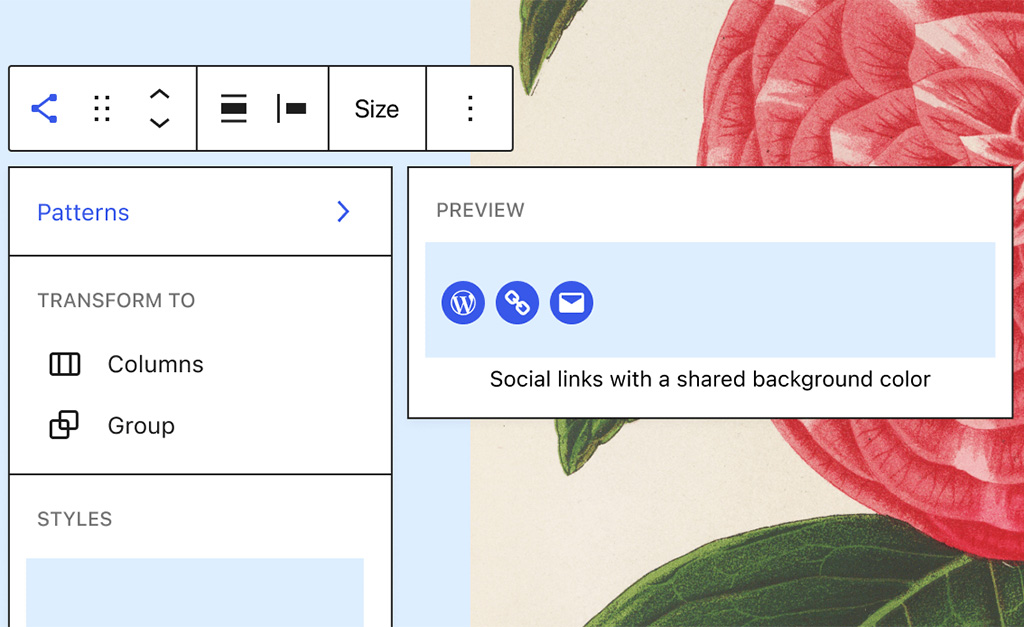 Size
Patterns
TRANSFORM TO
Columns
Group
STYLES
PREVIEW
Social links with a shared background color